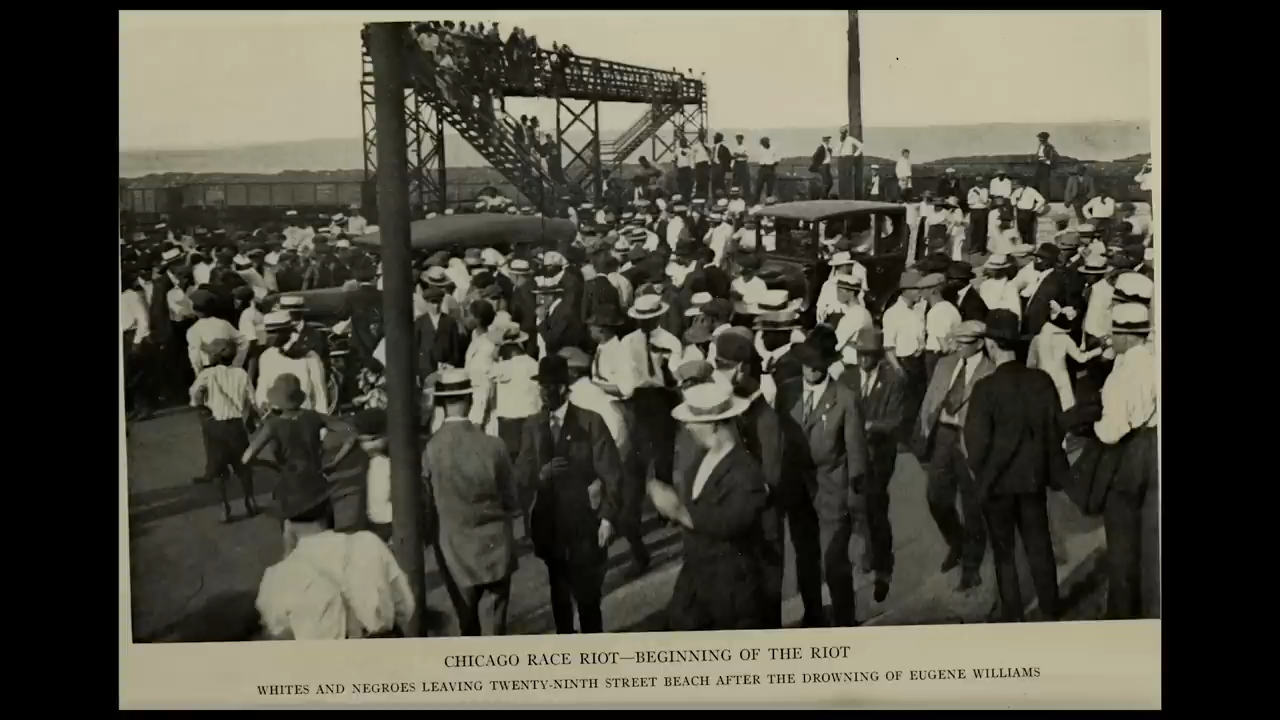 CHICAGO RACE RIOT—BEGINNING OF THE RIOT
WHITES AND NEGROES LEAVING TWENTY-NINTH STREET BEACH AFTER THE DROWNING OF EUGENE WILLIAMS